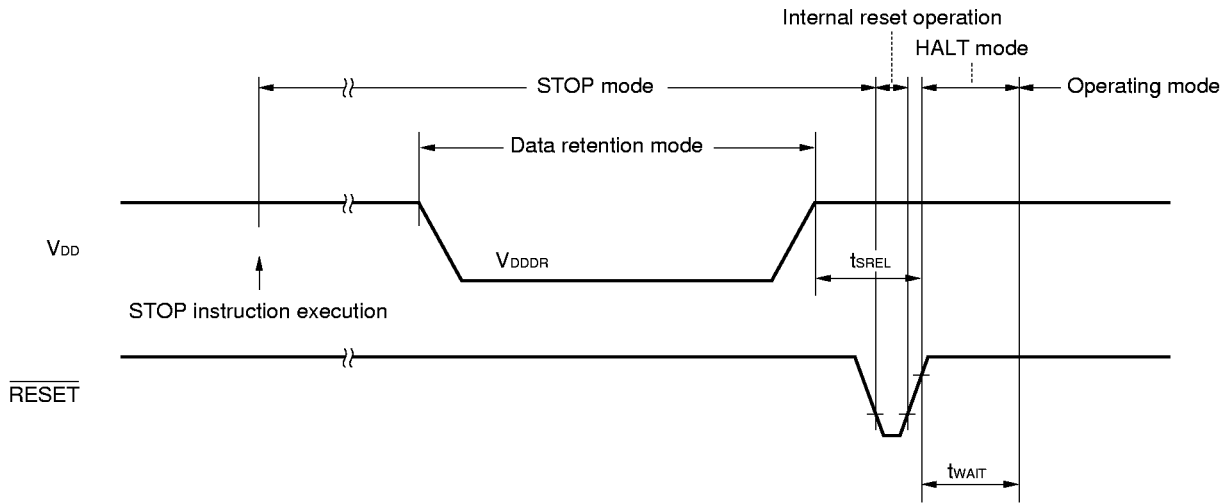 Internal reset operation
HALT mode
STOP mode
Operating mode
Data retention mode
VDD
VDDDR
tSREL
STOP instruction execution
RESET
tWAIT